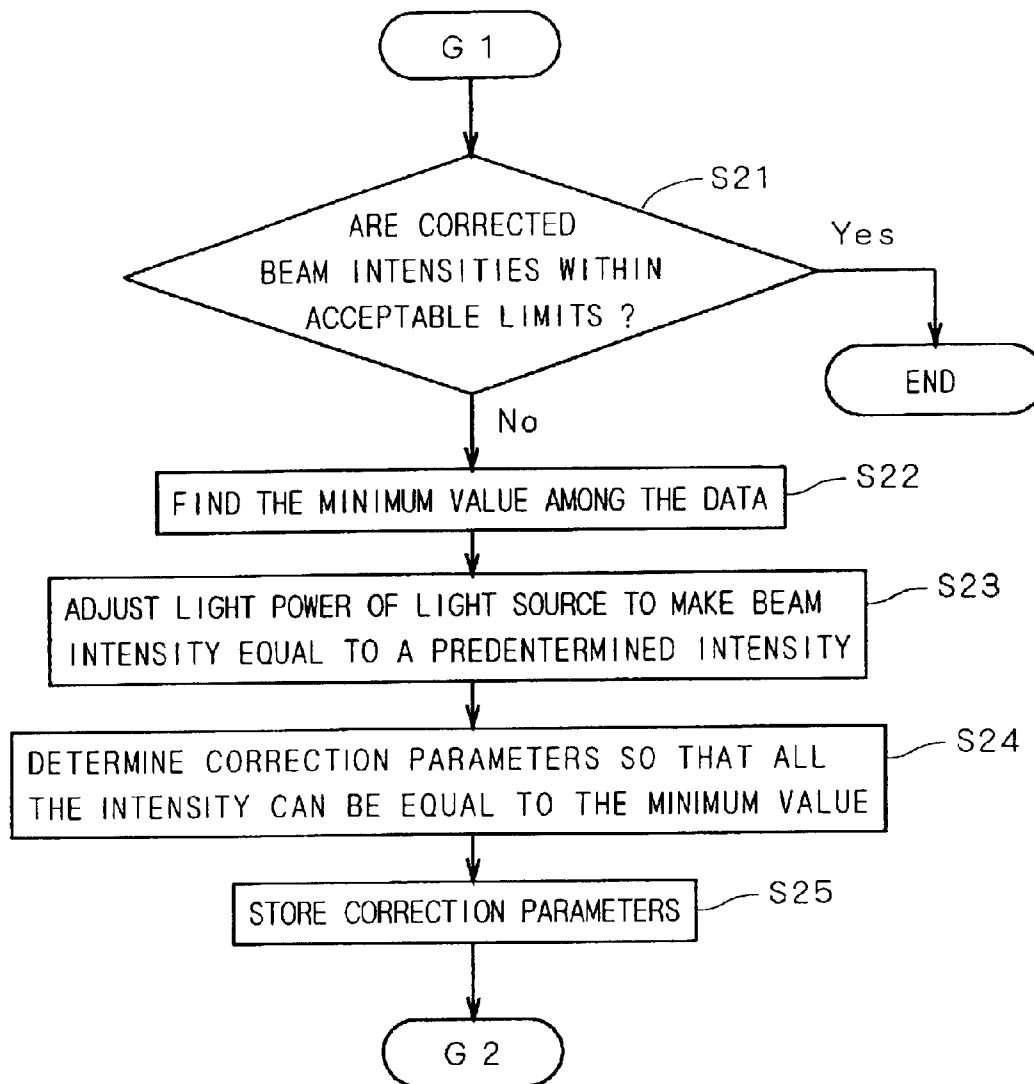 G 1
S21
ARE CORRECTED
BEAM INTENSITIES WITHIN
ACCEPTABLE LIMITS ?
Yes
END
No
S22
FIND THE MINIMUM VALUE AMONG THE DATA
S23
ADJUST LIGHT POWER OF LIGHT SOURCE TO MAKE BEAM
INTENSITY EQUAL TO A PREDENTERMINED INTENSITY
S24
DETERMINE CORRECTION PARAMETERS SO THAT ALL
THE INTENSITY CAN BE EQUAL TO THE MINIMUM VALUE
S25
STORE CORRECTION PARAMETERS
G 2